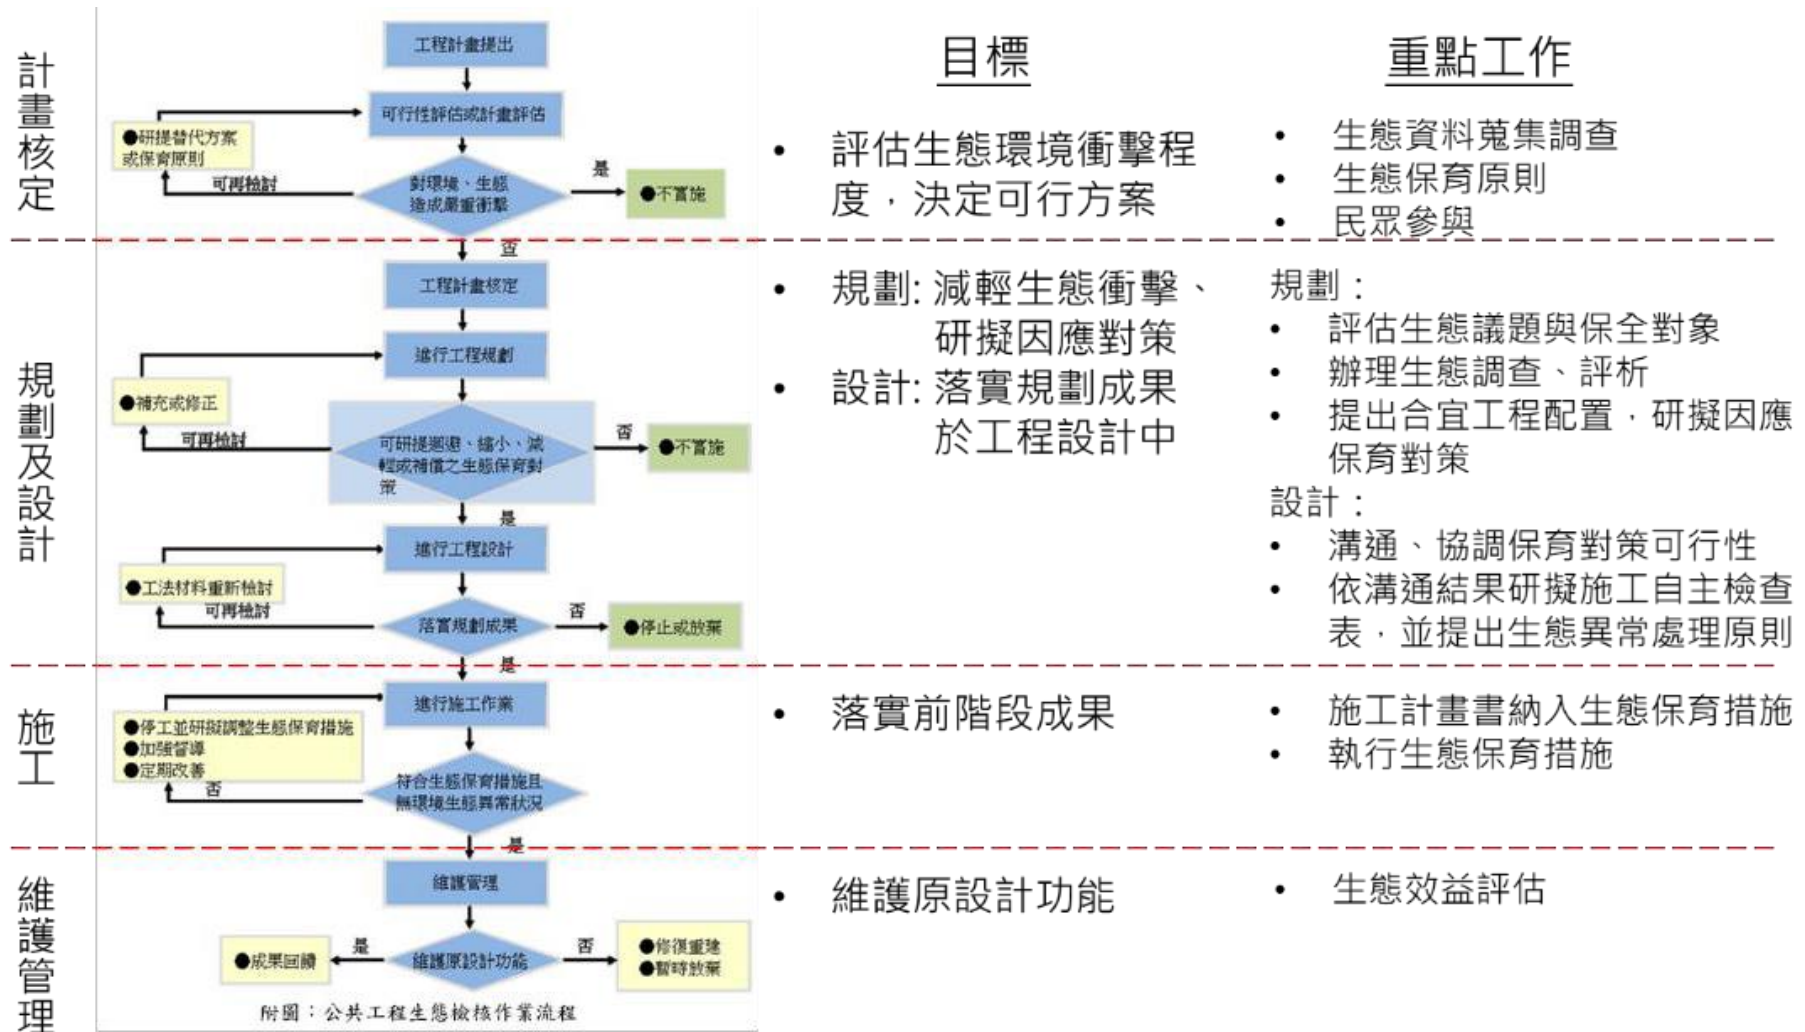 計畫核定
工程計畫提出
可行性評估或計畫評估
●研提替代方案
或保育原則
可再檢討
對環境、生態
造成嚴重衝擊
是
●不實施
否
目標
• 評估生態環境衝擊程
度，決定可行方案
重點工作
• 生態資料蒐集調查
• 生態保育原則
• 民眾參與
規劃及設計
工程計畫核定
進行工程規劃
●補充或修正
可再檢討
可研提迴避、縮小、減
輕或補償之生態保育對
策
否
●不實施
是
進行工程設計
●工法材料重新檢討
可再檢討
落實規劃成果
否
●停止或放棄
是
• 規劃: 減輕生態衝擊、
研擬因應對策
• 設計: 落實規劃成果
於工程設計中
規劃：
• 評估生態議題與保全對象
• 辦理生態調查、評析
• 提出合宜工程配置，研擬因應
保育對策
設計：
• 溝通、協調保育對策可行性
• 依溝通結果研擬施工自主檢查
表，並提出生態異常處理原則
施工
進行施工作業
●停工並研擬調整生態保育措施
●加強督導
●定期改善
否
符合生態保育措施且
無環境生態異常狀況
是
• 落實前階段成果
• 施工計畫書納入生態保育措施
• 執行生態保育措施
維護管理
維護管理
●成果回饋
是
維護原設計功能
否
●修復重建
●暫時放棄
附圖：公共工程生態檢核作業流程
• 維護原設計功能
• 生態效益評估